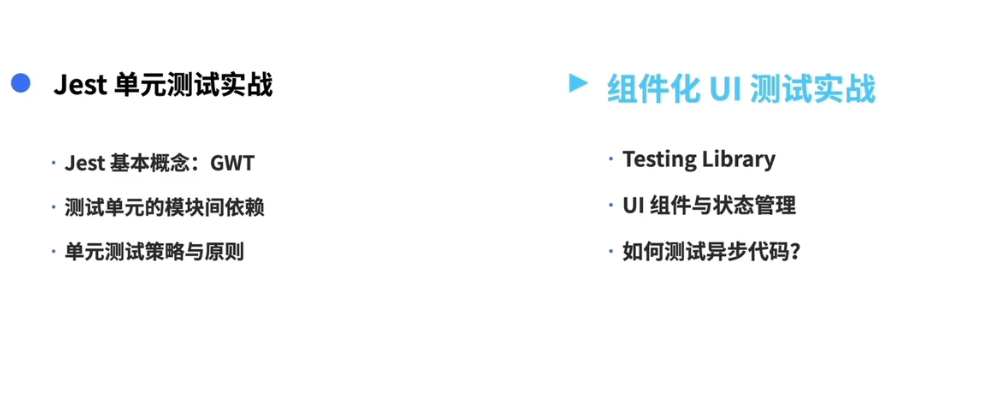 Jest 单元测试实战
· Jest 基本概念：GWT
· 测试单元的模块间依赖
· 单元测试策略与原则
组件化 UI 测试实战
· Testing Library
· UI 组件与状态管理
· 如何测试异步代码？